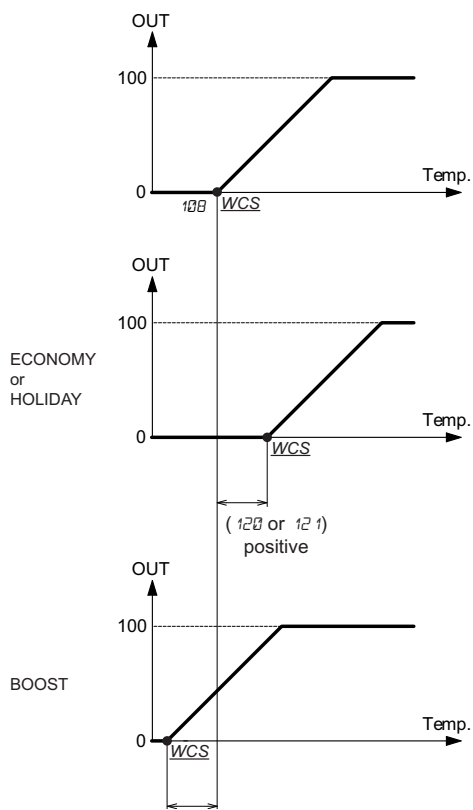 OUT
100
Temp.
0
108 WCS
OUT
100
ECONOMY
or
HOLIDAY
Temp.
0
WCS
( 120 or 121)
positive
OUT
100
BOOST
Temp.
0
WCS